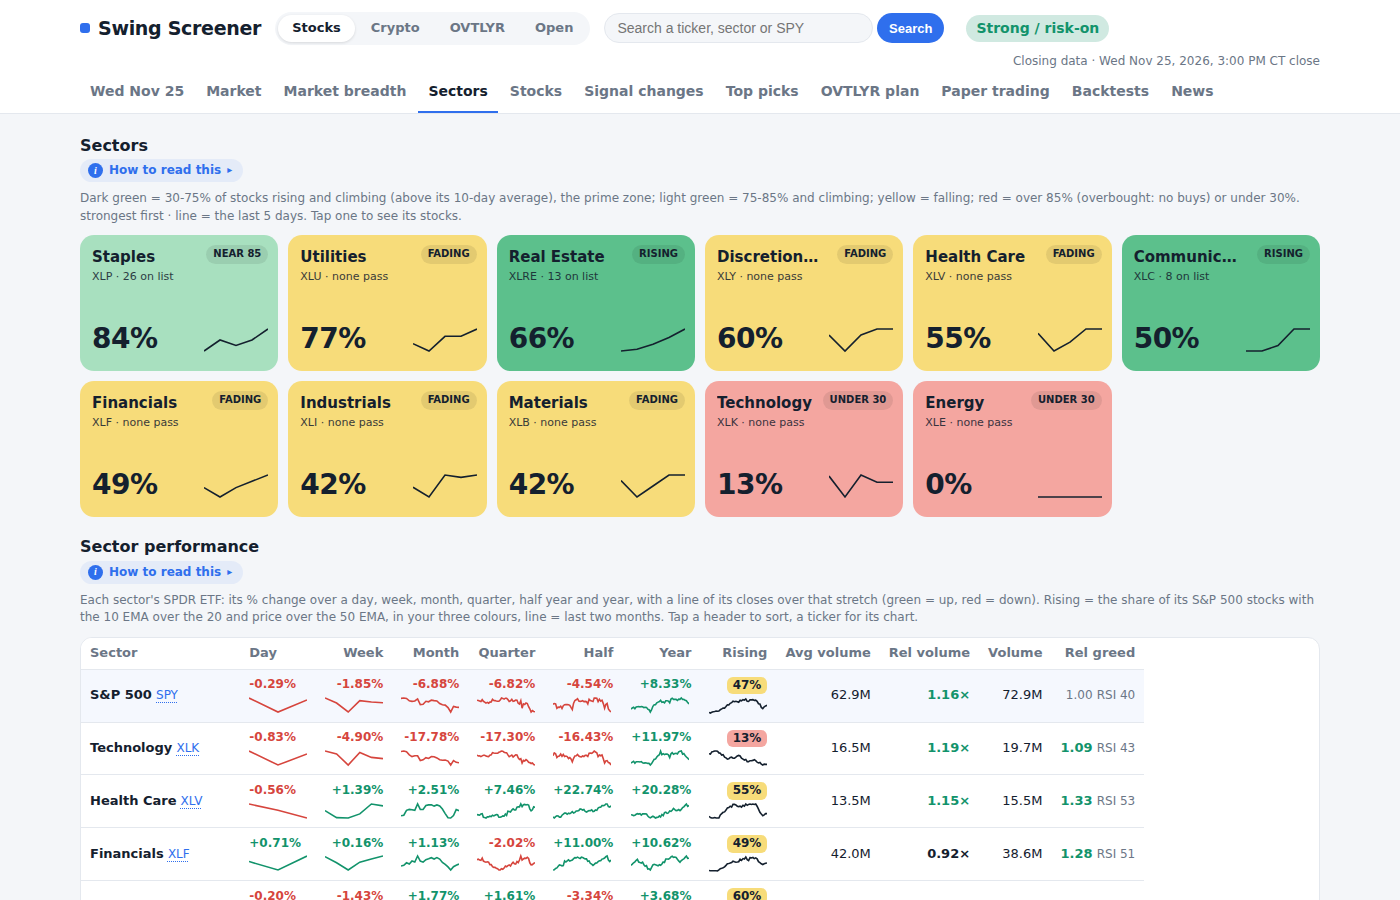 Swing Screener
Stocks Crypto OVTLYR Open
Search a ticker, sector or SPY
Search
Strong / risk-on
Closing data · Wed Nov 25, 2026, 3:00 PM CT close
Wed Nov 25 Market Market breadth Sectors Stocks Signal changes Top picks OVTLYR plan Paper trading Backtests News
Sectors
i How to read this ▸
Dark green = 30-75% of stocks rising and climbing (above its 10-day average), the prime zone; light green = 75-85% and climbing; yellow = falling; red = over 85% (overbought: no buys) or under 30%.
strongest first · line = the last 5 days. Tap one to see its stocks.
Staples NEAR 85
XLP · 26 on list
84%
Utilities FADING
XLU · none pass
77%
Real Estate RISING
XLRE · 13 on list
66%
Discretion... FADING
XLY · none pass
60%
Health Care FADING
XLV · none pass
55%
Communic... RISING
XLC · 8 on list
50%
Financials FADING
XLF · none pass
49%
Industrials FADING
XLI · none pass
42%
Materials FADING
XLB · none pass
42%
Technology UNDER 30
XLK · none pass
13%
Energy UNDER 30
XLE · none pass
0%
Sector performance
i How to read this ▸
Each sector's SPDR ETF: its % change over a day, week, month, quarter, half year and year, with a line of its closes over that stretch (green = up, red = down). Rising = the share of its S&P 500 stocks with
the 10 EMA over the 20 and price over the 50 EMA, in your three colours, line = last two months. Tap a header to sort, a ticker for its chart.
Sector Day Week Month Quarter Half Year Rising Avg volume Rel volume Volume Rel greed
S&P 500 SPY -0.29% -1.85% -6.88% -6.82% -4.54% +8.33% 47% 62.9M 1.16× 72.9M 1.00 RSI 40
Technology XLK -0.83% -4.90% -17.78% -17.30% -16.43% +11.97% 13% 16.5M 1.19× 19.7M 1.09 RSI 43
Health Care XLV -0.56% +1.39% +2.51% +7.46% +22.74% +20.28% 55% 13.5M 1.15× 15.5M 1.33 RSI 53
Financials XLF +0.71% +0.16% +1.13% -2.02% +11.00% +10.62% 49% 42.0M 0.92× 38.6M 1.28 RSI 51
-0.20% -1.43% +1.77% +1.61% -3.34% +3.68% 60%